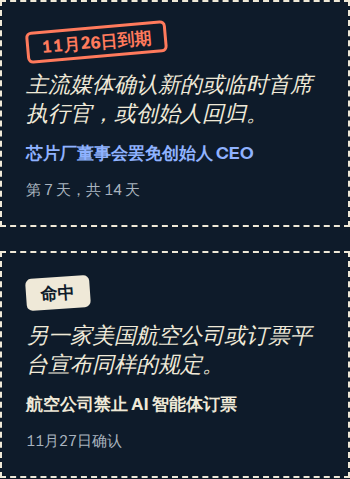 11月26日到期
主流媒体确认新的或临时首席
执行官，或创始人回归。
芯片厂董事会罢免创始人 CEO
第 7 天，共 14 天
命中
另一家美国航空公司或订票平
台宣布同样的规定。
航空公司禁止 AI 智能体订票
11月27日确认